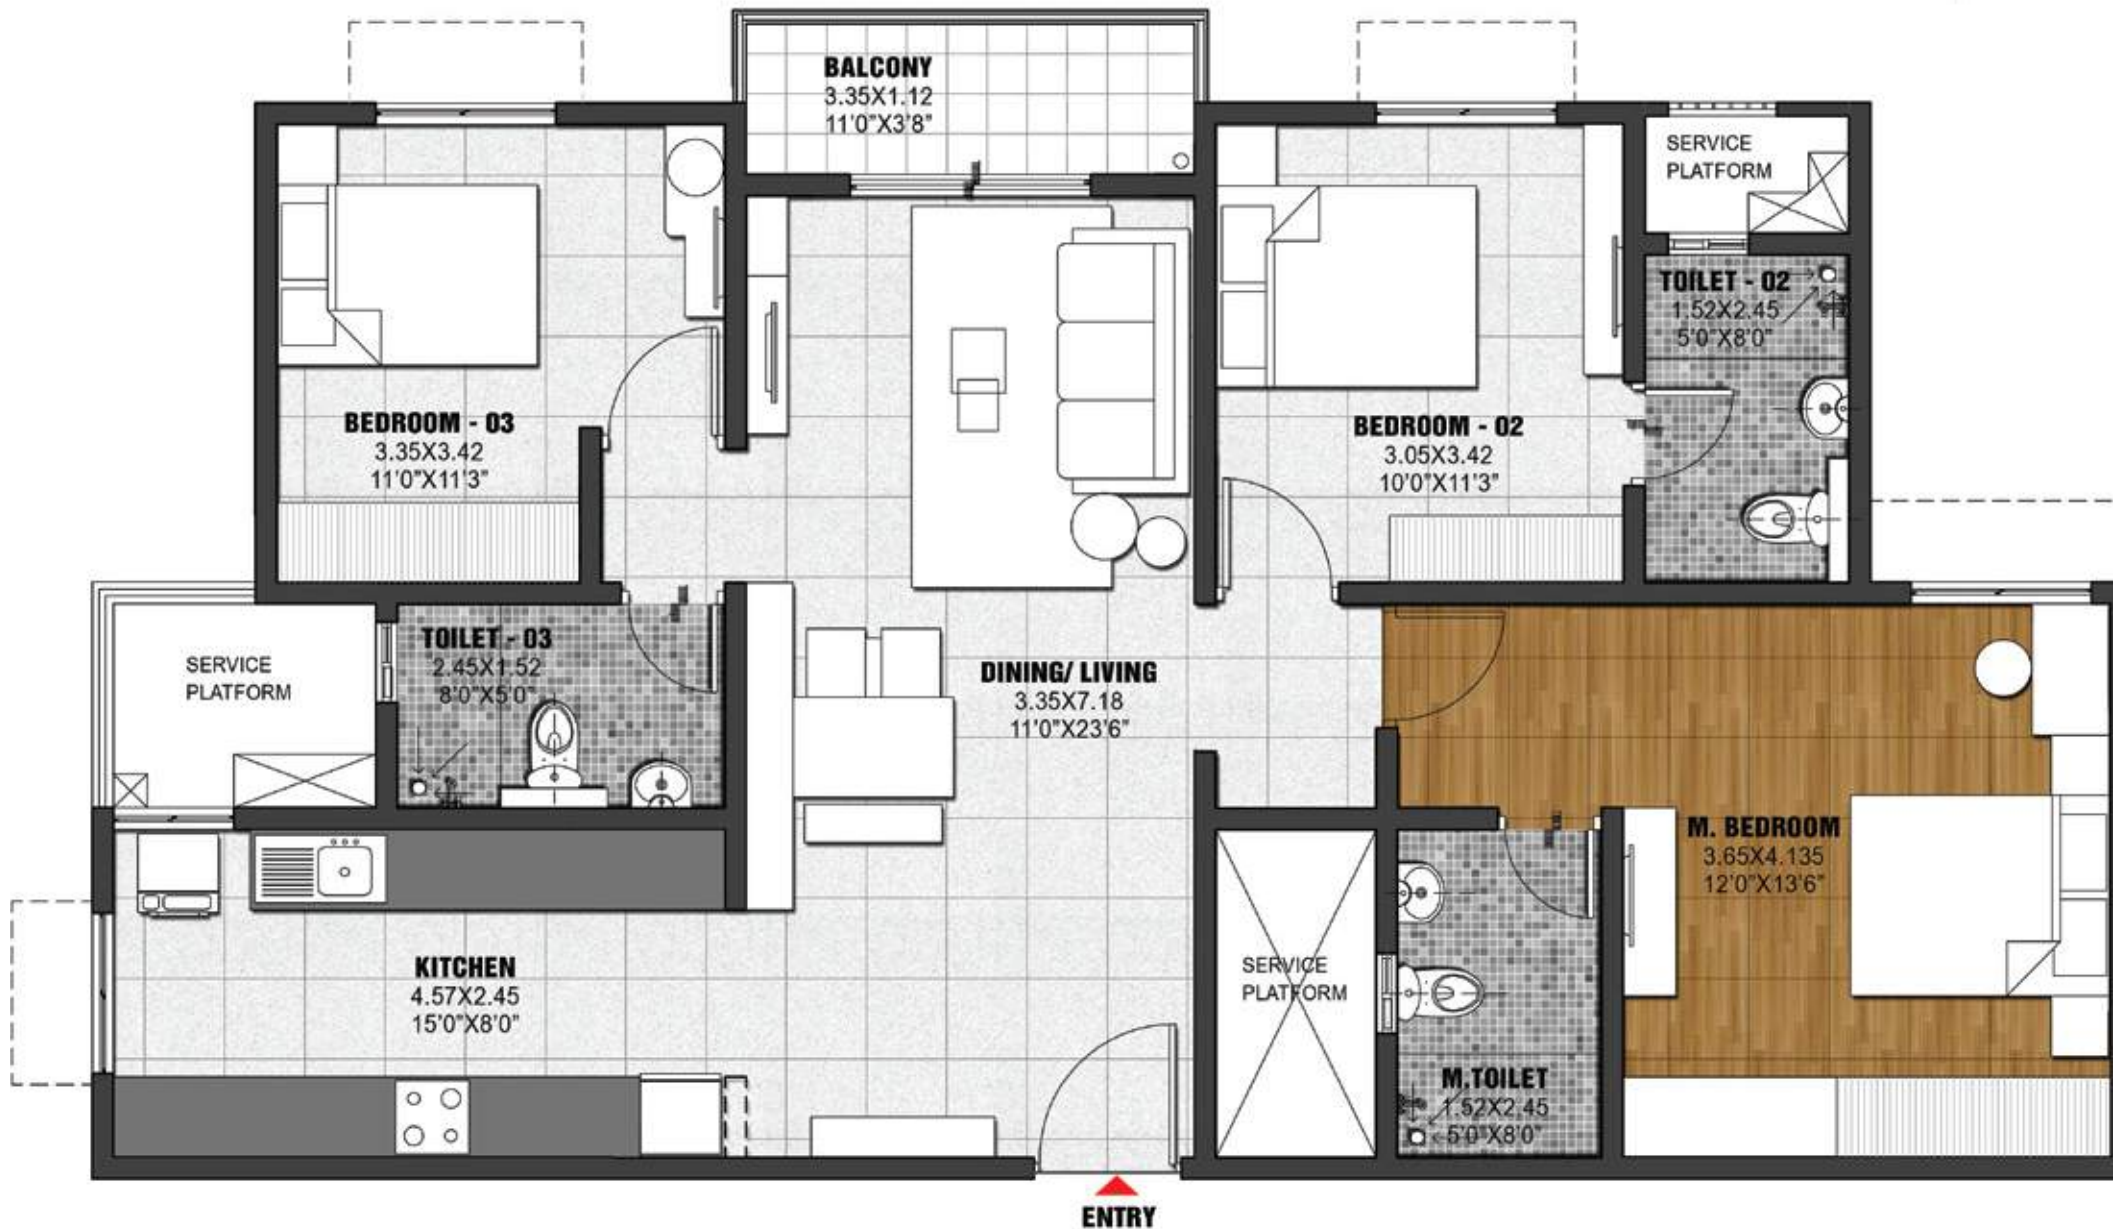 BALCONY
3.35X1.12
11'0"X3'8"
SERVICE
PLATFORM
TOILET - 02
1.52X2.45
5'0"X8'0"
BEDROOM - 03
3.35X3.42
11'0"X11'3"
BEDROOM - 02
3.05X3.42
10'0"X11'3"
SERVICE
PLATFORM
TOILET - 03
2.45X1.52
8'0"X5'0"
DINING/ LIVING
3.35X7.18
11'0"X23'6"
M. BEDROOM
3.65X4.135
12'0"X13'6"
KITCHEN
4.57X2.45
15'0"X8'0"
SERVICE
PLATFORM
M.TOILET
1.52X2.45
5'0"X8'0"
ENTRY